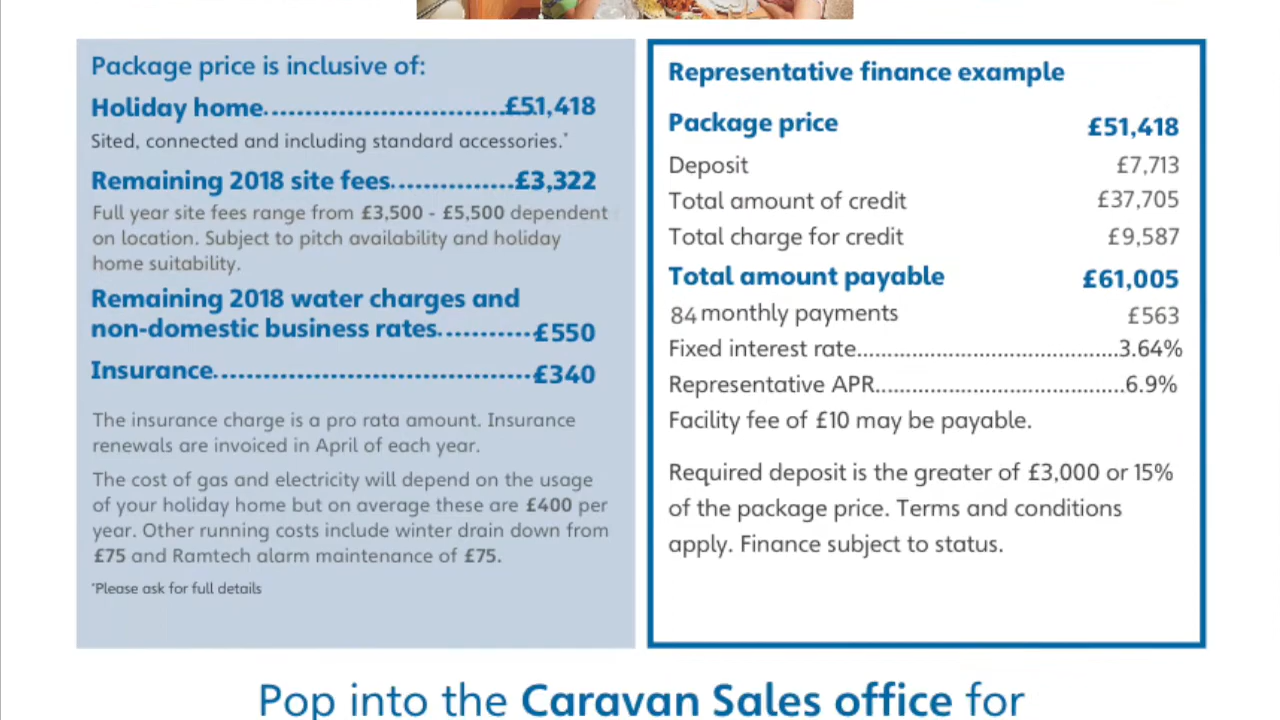 Package price is inclusive of:
Holiday home................................£51,418
Sited, connected and including standard accessories.*
Remaining 2018 site fees...............£3,322
Full year site fees range from £3,500 - £5,500 dependent
on location. Subject to pitch availability and holiday
home suitability.
Remaining 2018 water charges and
non-domestic business rates...........£550
Insurance......................................£340
The insurance charge is a pro rata amount. Insurance
renewals are invoiced in April of each year.
The cost of gas and electricity will depend on the usage
of your holiday home but on average these are £400 per
year. Other running costs include winter drain down from
£75 and Ramtech alarm maintenance of £75.
*Please ask for full details
Representative finance example
Package price £51,418
Deposit £7,713
Total amount of credit £37,705
Total charge for credit £9,587
Total amount payable £61,005
84 monthly payments £563
Fixed interest rate............................................3.64%
Representative APR..........................................6.9%
Facility fee of £10 may be payable.
Required deposit is the greater of £3,000 or 15%
of the package price. Terms and conditions
apply. Finance subject to status.
Pop into the Caravan Sales office for